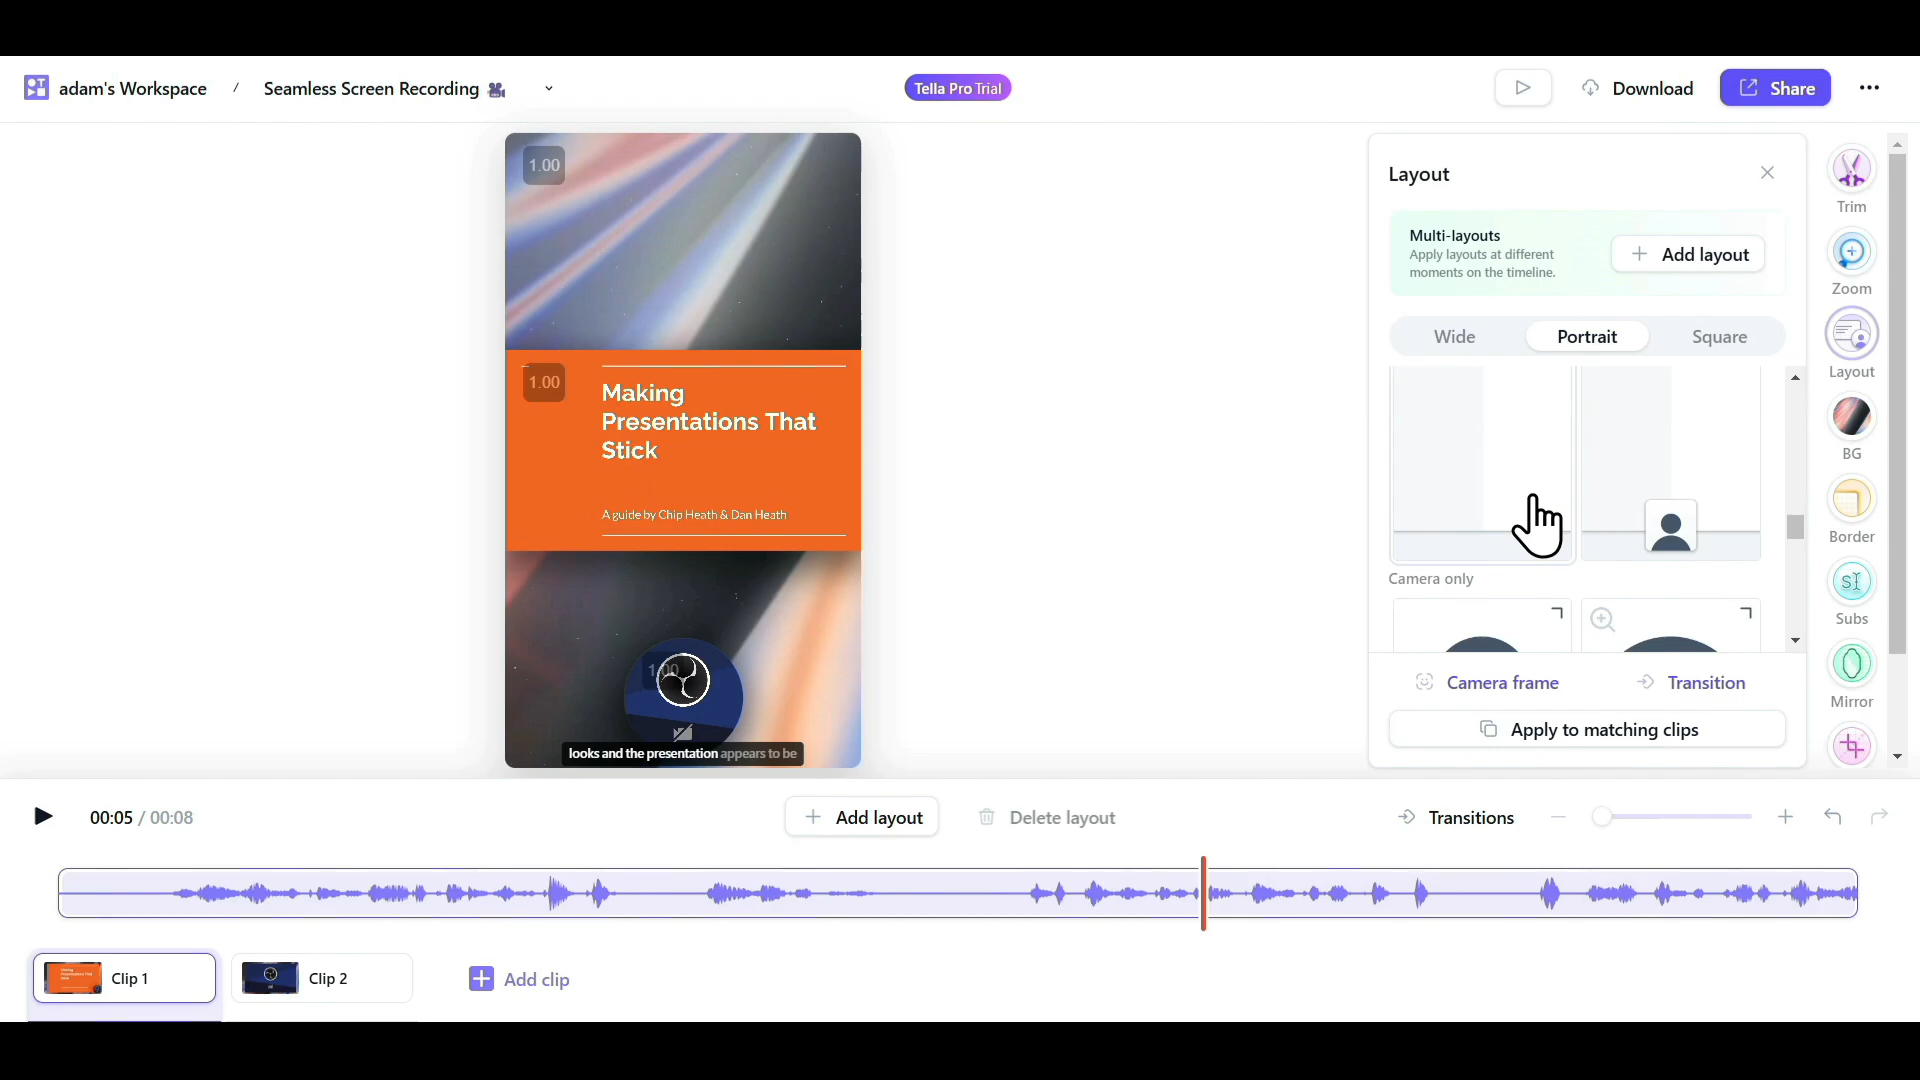 adam's Workspace / Seamless Screen Recording
Tella Pro Trial
Download
Share
1.00
1.00
Making
Presentations That
Stick
A guide by Chip Heath & Dan Heath
1.00
looks and the presentation appears to be
Layout
Multi-layouts
Apply layouts at different
moments on the timeline.
Add layout
Wide
Portrait
Square
Camera only
Camera frame
Transition
Apply to matching clips
Trim
Zoom
Layout
BG
Border
SI
Subs
Mirror
00:05 / 00:08
Add layout
Delete layout
Transitions
Clip 1
Clip 2
Add clip